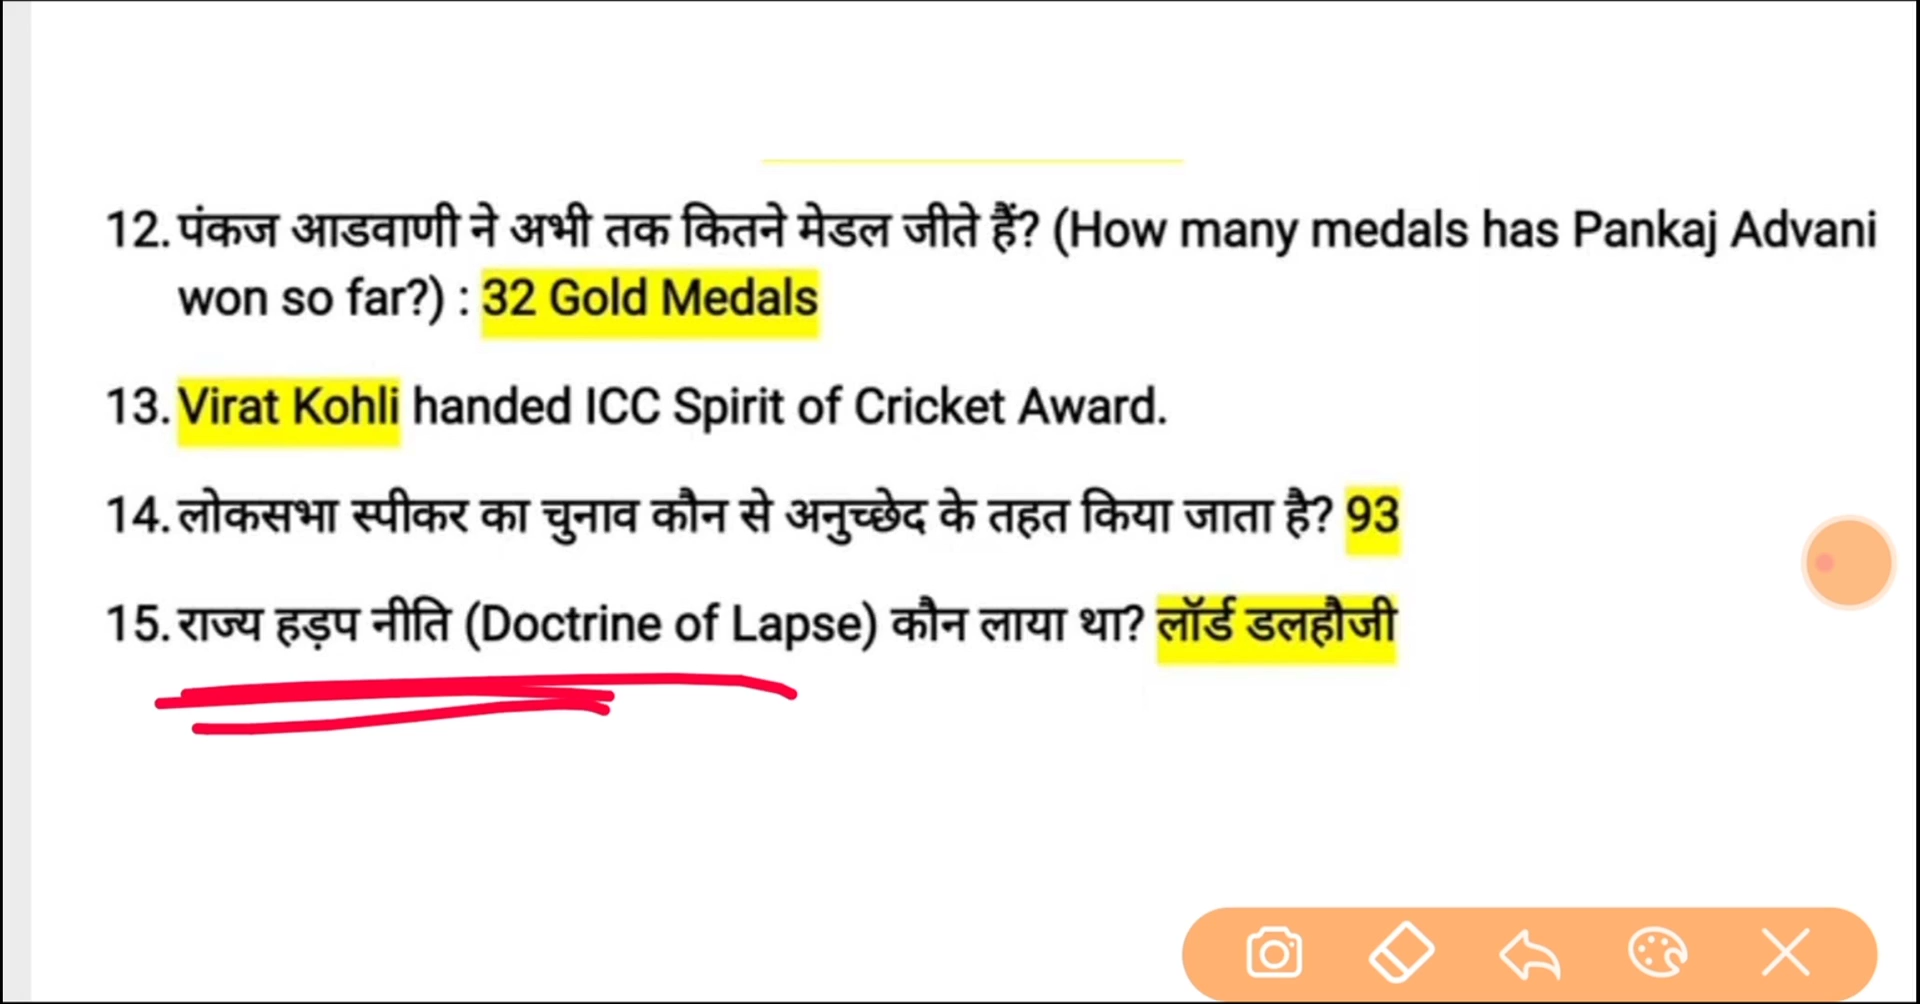 12. पंकज आडवाणी ने अभी तक कितने मेडल जीते हैं? (How many medals has Pankaj Advani
won so far?) : 32 Gold Medals
13. Virat Kohli handed ICC Spirit of Cricket Award.
14. लोकसभा स्पीकर का चुनाव कौन से अनुच्छेद के तहत किया जाता है? 93
15. राज्य हड़प नीति (Doctrine of Lapse) कौन लाया था? लॉर्ड डलहौजी